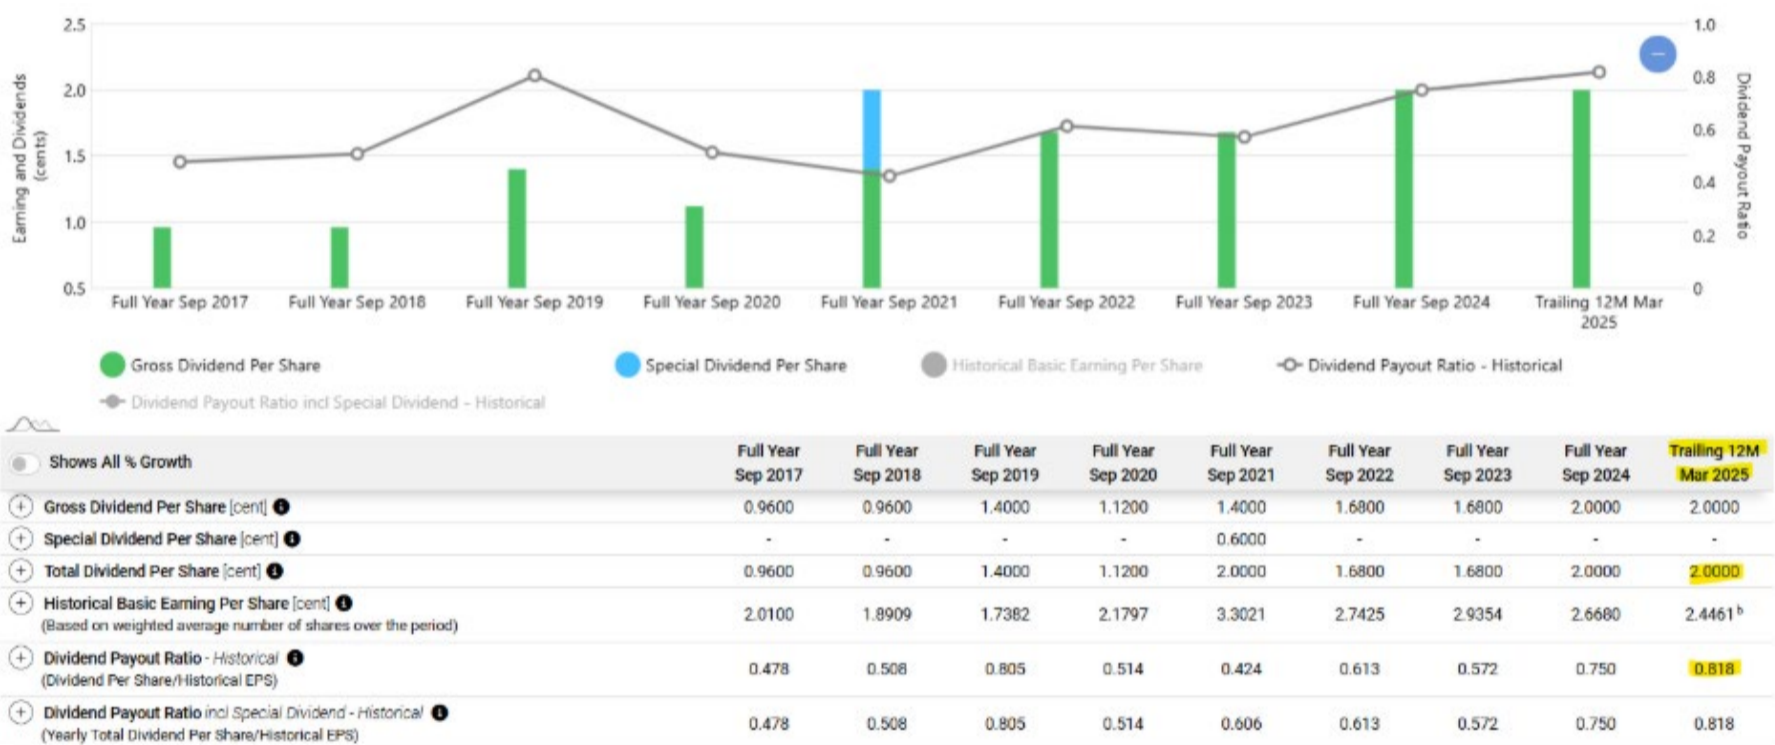 2.5
2.0
1.5
1.0
0.5
Earning and Dividends
(cents)
1.0
0.8
0.6
0.4
0.2
0
Dividend Payout Ratio
Full Year Sep 2017 Full Year Sep 2018 Full Year Sep 2019 Full Year Sep 2020 Full Year Sep 2021 Full Year Sep 2022 Full Year Sep 2023 Full Year Sep 2024 Trailing 12M Mar
2025
Gross Dividend Per Share Special Dividend Per Share Historical Basic Earning Per Share Dividend Payout Ratio - Historical
Dividend Payout Ratio incl Special Dividend - Historical
Shows All % Growth
Full Year Full Year Full Year Full Year Full Year Full Year Full Year Full Year Trailing 12M
Sep 2017 Sep 2018 Sep 2019 Sep 2020 Sep 2021 Sep 2022 Sep 2023 Sep 2024 Mar 2025
Gross Dividend Per Share [cent] 0.9600 0.9600 1.4000 1.1200 1.4000 1.6800 1.6800 2.0000 2.0000
Special Dividend Per Share [cent] - - - - 0.6000 - - - -
Total Dividend Per Share [cent] 0.9600 0.9600 1.4000 1.1200 2.0000 1.6800 1.6800 2.0000 2.0000
Historical Basic Earning Per Share [cent] 2.0100 1.8909 1.7382 2.1797 3.3021 2.7425 2.9354 2.6680 2.4461 b
(Based on weighted average number of shares over the period)
Dividend Payout Ratio - Historical 0.478 0.508 0.805 0.514 0.424 0.613 0.572 0.750 0.818
(Dividend Per Share/Historical EPS)
Dividend Payout Ratio incl Special Dividend - Historical 0.478 0.508 0.805 0.514 0.606 0.613 0.572 0.750 0.818
(Yearly Total Dividend Per Share/Historical EPS)